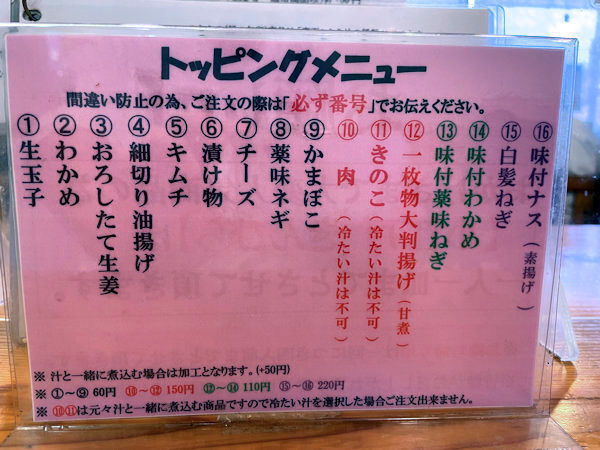 トッピングメニュー
間違い防止の為、ご注文の際は「必ず番号」でお伝えください。
①生玉子
②わかめ
③おろしたて生姜
④細切り油揚げ
⑤キムチ
⑥漬け物
⑦チーズ
⑧薬味ネギ
⑨かまぼこ
⑩肉（冷たい汁は不可）
⑪きのこ（冷たい汁は不可）
⑫一枚物大判揚げ（甘煮）
⑬味付薬味ねぎ
⑭味付わかめ
⑮白髪ねぎ
⑯味付ナス（素揚げ）
※ 汁と一緒に煮込む場合は加工となります。(+50円)
※ ①～⑨ 60円 ⑩～⑫ 150円 ⑫～⑭ 110円 ⑮～⑯ 220円
※ ⑩⑪は元々汁と一緒に煮込む商品ですので冷たい汁を選択した場合ご注文出来ません。